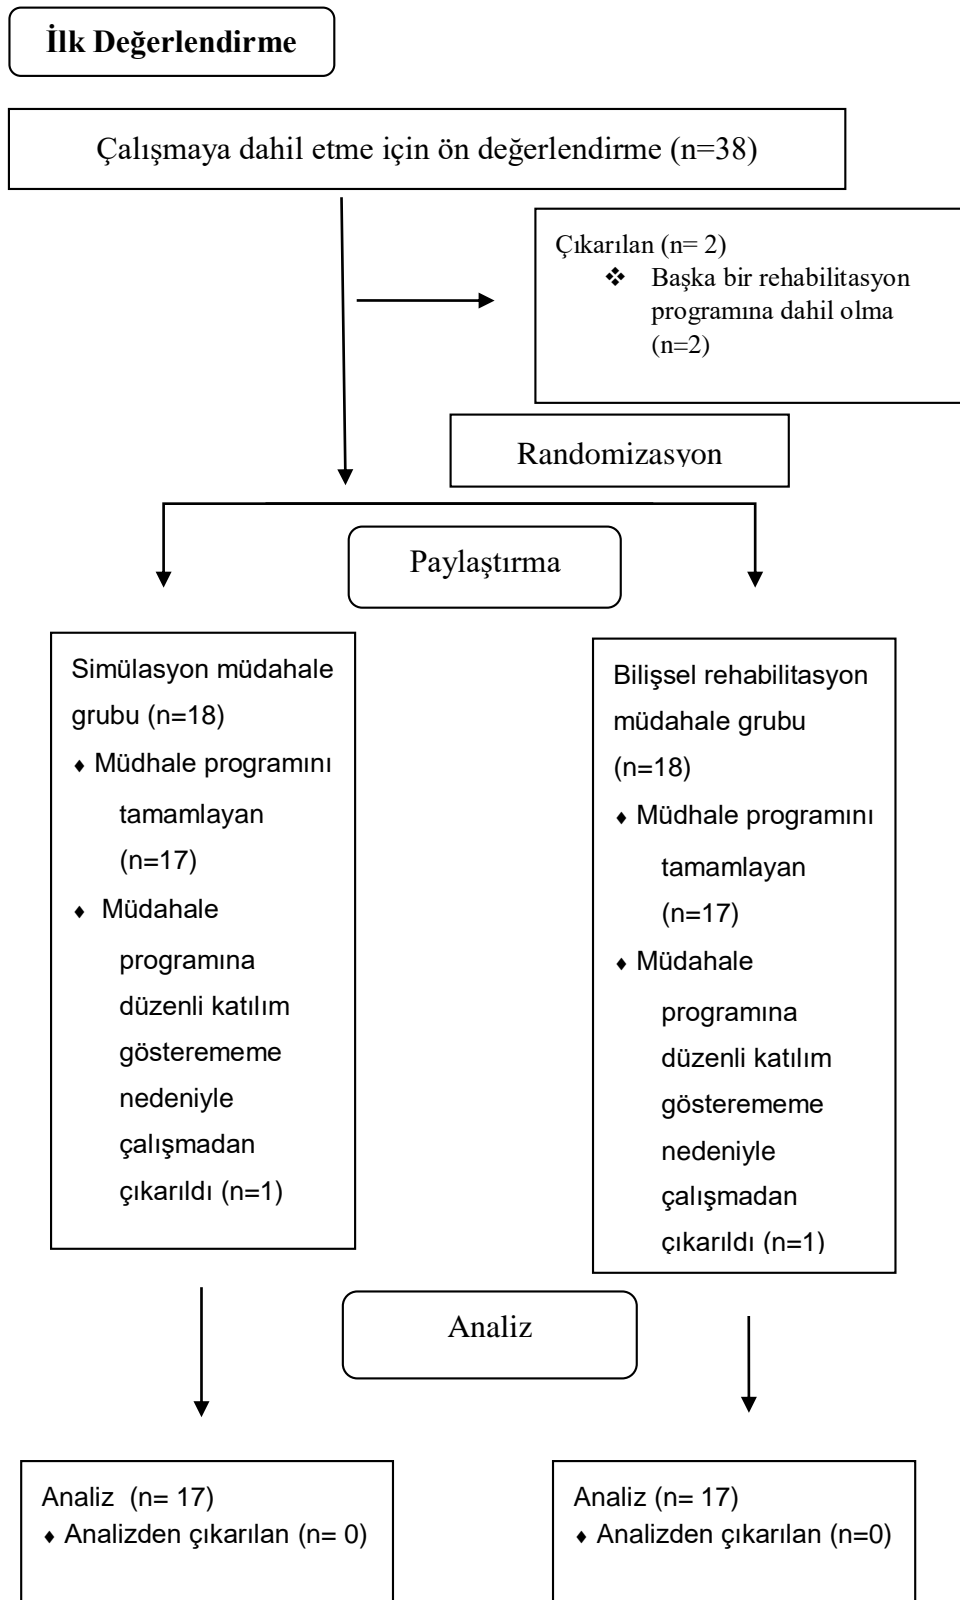 İlk Değerlendirme
Çalışmaya dahil etme için ön değerlendirme (n=38)
Çıkarılan (n= 2)
❖ Başka bir rehabilitasyon
programına dahil olma
(n=2)
Randomizasyon
Paylaştırma
Simülasyon müdahale
grubu (n=18)
♦ Müdhale programını
tamamlayan
(n=17)
♦ Müdahale
programına
düzenli katılım
gösterememe
nedeniyle
çalışmadan
çıkarıldı (n=1)
Bilişsel rehabilitasyon
müdahale grubu
(n=18)
♦ Müdhale programını
tamamlayan
(n=17)
♦ Müdahale
programına
düzenli katılım
gösterememe
nedeniyle
çalışmadan
çıkarıldı (n=1)
Analiz
Analiz (n= 17)
♦ Analizden çıkarılan (n= 0)
Analiz (n= 17)
♦ Analizden çıkarılan (n=0)